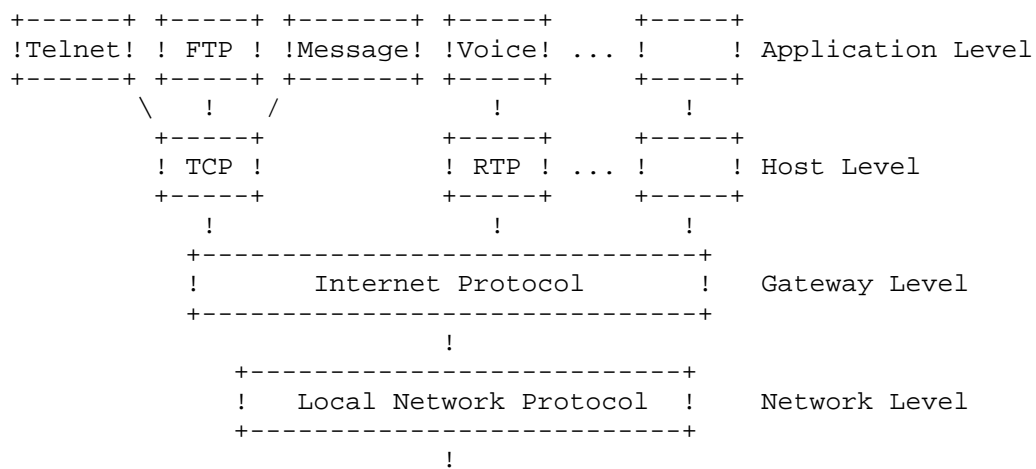 +------+ +-----+ +-------+ +-----+     +-----+
!Telnet! ! FTP ! !Message! !Voice! ... !     ! Application Level
+------+ +-----+ +-------+ +-----+     +-----+
        \   !   /             !           !
         +-----+           +-----+     +-----+
         ! TCP !           ! RTP ! ... !     ! Host Level
         +-----+           +-----+     +-----+
            !                 !           !
           +-------------------------------+
           !       Internet Protocol       !   Gateway Level
           +-------------------------------+
                           !
              +---------------------------+
              !   Local Network Protocol  !    Network Level
              +---------------------------+
                           !